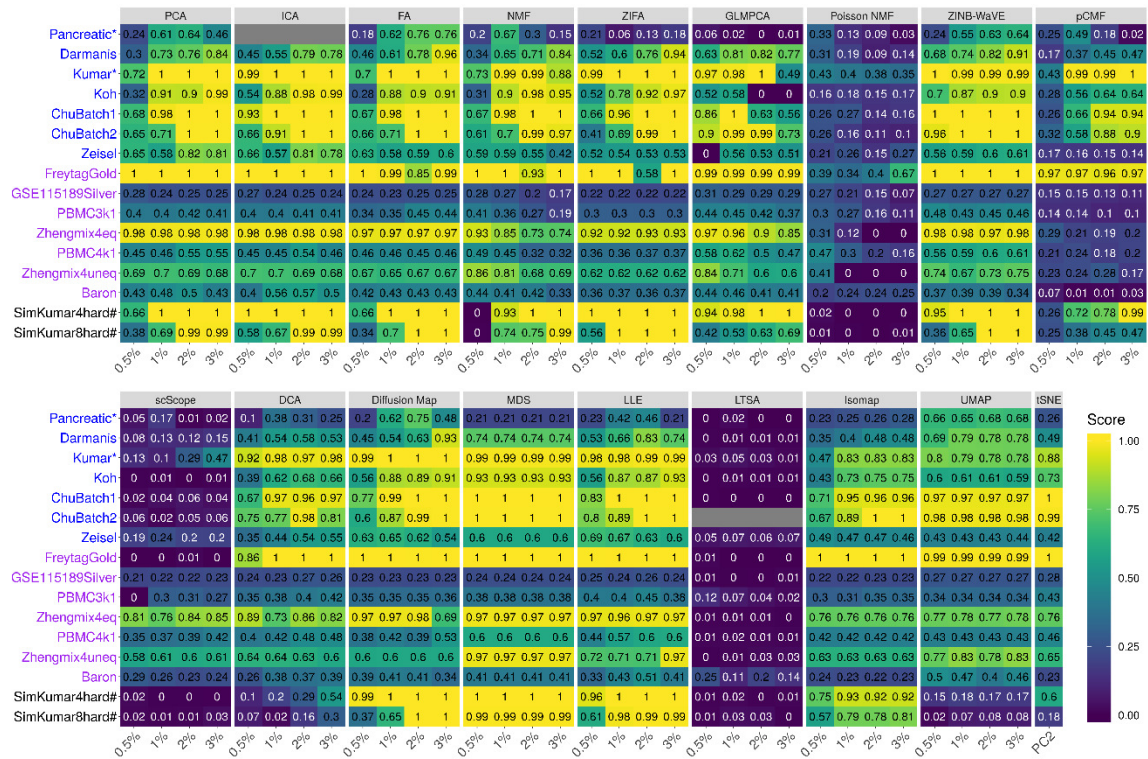 PCA ICA FA NMF ZIFA GLMPCA Poisson NMF ZINB-WaVE pCMF
Pancreatic* 0.24 0.61 0.64 0.46 0.18 0.62 0.76 0.76 0.2 0.67 0.3 0.15 0.21 0.06 0.13 0.18 0.06 0.02 0 0.01 0.33 0.13 0.09 0.03 0.24 0.55 0.63 0.64 0.25 0.49 0.18 0.02
Darmanis 0.3 0.73 0.76 0.84 0.45 0.55 0.79 0.78 0.46 0.61 0.78 0.96 0.34 0.65 0.71 0.84 0.52 0.64 0.76 0.94 0.63 0.81 0.82 0.77 0.31 0.19 0.09 0.14 0.68 0.74 0.82 0.91 0.17 0.37 0.45 0.47
Kumar* 0.72 1 1 1 0.99 1 1 1 0.7 1 1 1 0.73 0.99 0.99 0.88 0.99 1 1 1 0.97 0.98 1 0.49 0.43 0.4 0.38 0.35 1 0.99 0.99 0.99 0.43 0.99 0.99 1
Koh 0.32 0.91 0.9 0.99 0.54 0.88 0.98 0.99 0.28 0.88 0.9 0.91 0.31 0.9 0.98 0.95 0.52 0.78 0.92 0.97 0.52 0.58 0 0 0.16 0.18 0.15 0.17 0.7 0.87 0.9 0.9 0.28 0.56 0.64 0.64
ChuBatch1 0.68 0.98 1 1 0.93 1 1 1 0.67 0.98 1 1 0.67 0.98 1 1 0.66 0.96 1 1 0.86 1 0.63 0.56 0.26 0.27 0.14 0.16 1 1 1 1 0.26 0.66 0.94 0.94
ChuBatch2 0.65 0.71 1 1 0.66 0.91 1 1 0.66 0.71 1 1 0.61 0.7 0.99 0.97 0.41 0.69 0.99 1 0.9 0.99 0.99 0.73 0.26 0.16 0.11 0.1 0.98 1 1 1 0.32 0.58 0.88 0.9
Zeisel 0.65 0.58 0.82 0.81 0.66 0.57 0.81 0.78 0.63 0.58 0.59 0.6 0.59 0.59 0.55 0.42 0.52 0.54 0.53 0.53 0 0.56 0.53 0.51 0.21 0.26 0.15 0.27 0.58 0.59 0.6 0.61 0.17 0.16 0.15 0.14
FreytagGold 1 1 1 1 1 1 1 1 1 0.99 0.85 0.99 1 1 0.93 1 1 1 0.58 1 0.99 0.99 0.99 0.99 0.39 0.34 0.4 0.67 1 1 1 1 0.97 0.97 0.96 0.97
GSE115189Silver 0.28 0.24 0.25 0.25 0.27 0.24 0.25 0.24 0.24 0.23 0.25 0.25 0.28 0.27 0.2 0.17 0.22 0.22 0.22 0.22 0.31 0.29 0.29 0.28 0.27 0.21 0.15 0.07 0.27 0.27 0.27 0.27 0.15 0.15 0.13 0.11
PBMC3k1 0.4 0.4 0.42 0.41 0.4 0.4 0.41 0.41 0.34 0.41 0.45 0.31 0.41 0.36 0.27 0.19 0.3 0.3 0.3 0.3 0.44 0.45 0.42 0.37 0.3 0.27 0.16 0.11 0.48 0.43 0.45 0.46 0.14 0.14 0.1 0.1
Zhengmix4eq 0.98 0.98 0.98 0.98 0.98 0.98 0.98 0.98 0.97 0.97 0.97 0.97 0.93 0.85 0.73 0.74 0.92 0.92 0.93 0.93 0.97 0.96 0.9 0.85 0.31 0.12 0 0 0.98 0.98 0.97 0.98 0.2 0.29 0.19 0.2
PBMC4k1 0.45 0.46 0.55 0.55 0.46 0.46 0.54 0.55 0.46 0.48 0.67 0.66 0.49 0.49 0.32 0.32 0.44 0.44 0.44 0.44 0.58 0.62 0.5 0.47 0.3 0.2 0.16 0.57 0.59 0.6 0.61 0.23 0.24 0.18 0.2
Zhengmix4uneq 0.69 0.7 0.69 0.68 0.7 0.7 0.69 0.68 0.67 0.65 0.67 0.67 0.86 0.81 0.68 0.69 0.62 0.62 0.62 0.62 0.84 0.71 0.6 0.6 0.41 0 0 0 0.74 0.67 0.73 0.75 0.23 0.24 0.28 0.17
Baron 0.43 0.48 0.5 0.43 0.4 0.56 0.57 0.5 0.42 0.43 0.43 0.43 0.44 0.41 0.42 0.33 0.36 0.37 0.36 0.37 0.44 0.46 0.41 0.41 0.2 0.24 0.24 0.25 0.37 0.39 0.39 0.34 0.07 0.01 0.01 0.03
SimKumar4hard# 0.66 1 1 1 1 1 1 1 0.66 1 1 1 0 0.93 1 1 1 1 1 1 0.94 0.98 1 1 0.02 0 0 0 0.95 1 1 1 0.26 0.72 0.78 0.99
SimKumar8hard# 0.38 0.69 0.99 0.99 0.58 0.67 0.99 0.99 0.34 0.7 1 1 0 0.74 0.75 0.99 0.56 1 1 1 0.42 0.53 0.63 0.69 0.01 0 0 0.01 0.36 0.65 1 1 0.25 0.38 0.45 0.47
0.5% 1% 2% 3% 0.5% 1% 2% 3% 0.5% 1% 2% 3% 0.5% 1% 2% 3% 0.5% 1% 2% 3% 0.5% 1% 2% 3% 0.5% 1% 2% 3% 0.5% 1% 2% 3% 0.5% 1% 2% 3%
scScope DCA Diffusion Map MDS LLE LTSA Isomap UMAP tSNE
Pancreatic* 0.05 0.17 0.01 0.02 0.1 0.38 0.31 0.25 0.2 0.62 0.75 0.48 0.21 0.21 0.21 0.21 0.23 0.42 0.46 0.21 0 0.02 0 0 0.23 0.25 0.26 0.28 0.66 0.65 0.68 0.68 0.26
Darmanis 0.08 0.13 0.12 0.15 0.41 0.54 0.58 0.53 0.45 0.54 0.63 0.93 0.74 0.74 0.74 0.74 0.53 0.66 0.83 0.74 0 0.01 0.01 0.01 0.35 0.4 0.48 0.48 0.69 0.79 0.78 0.78 0.49
Kumar* 0.13 0.1 0.29 0.47 0.92 0.98 0.97 0.98 0.99 1 1 1 0.99 0.99 0.99 0.99 0.98 0.98 0.99 0.99 0.03 0.05 0.03 0.01 0.47 0.83 0.83 0.83 0.8 0.98 0.98 0.98 0.88
Koh 0 0.01 0 0.01 0.39 0.62 0.68 0.66 0.56 0.88 0.89 0.91 0.93 0.93 0.93 0.93 0.56 0.87 0.87 0.93 0 0.01 0.01 0.01 0.43 0.73 0.75 0.75 0.6 0.61 0.61 0.59 0.73
ChuBatch1 0.02 0.04 0.06 0.04 0.67 0.97 0.96 0.97 0.77 0.99 1 1 1 1 1 1 0.83 1 1 1 0 0 0 0 0.71 0.95 0.96 0.96 0.97 0.97 0.97 0.97 1
ChuBatch2 0.06 0.02 0.05 0.06 0.75 0.77 0.98 0.81 0.6 0.87 0.99 1 1 1 1 1 0.8 0.89 1 1 0.67 0.89 1 1 0.98 0.98 0.98 0.98 0.99
Zeisel 0.19 0.24 0.2 0.2 0.35 0.44 0.54 0.55 0.63 0.65 0.62 0.54 0.6 0.6 0.6 0.6 0.69 0.67 0.63 0.6 0.05 0.07 0.06 0.07 0.49 0.47 0.47 0.46 0.42 0.44 0.47 0.44 0.42
FreytagGold 0 0 0.01 0 0.86 1 1 1 1 1 1 1 1 1 1 1 1 1 1 1 0.01 0 0 0 1 1 1 1 0.99 0.99 0.99 0.99 1
GSE115189Silver 0.21 0.22 0.22 0.23 0.24 0.23 0.27 0.26 0.23 0.23 0.23 0.23 0.24 0.24 0.24 0.24 0.25 0.24 0.26 0.24 0.01 0 0 0.01 0.22 0.22 0.23 0.23 0.27 0.27 0.27 0.28 0.28
PBMC3k1 0 0.3 0.31 0.27 0.35 0.38 0.4 0.42 0.35 0.34 0.35 0.41 0.38 0.38 0.38 0.38 0.4 0.4 0.45 0.38 0.12 0.07 0.04 0.02 0.3 0.31 0.35 0.35 0.34 0.34 0.34 0.34 0.43
Zhengmix4eq 0.81 0.76 0.84 0.85 0.89 0.73 0.86 0.82 0.97 0.97 0.98 0.69 0.97 0.97 0.97 0.97 0.97 0.96 0.97 0.97 0.01 0.01 0.01 0 0.75 0.76 0.76 0.76 0.77 0.78 0.78 0.77 0.76
PBMC4k1 0.35 0.37 0.39 0.42 0.4 0.42 0.48 0.48 0.38 0.42 0.39 0.53 0.6 0.6 0.6 0.6 0.44 0.57 0.6 0.6 0.01 0.02 0.01 0.01 0.42 0.42 0.42 0.42 0.43 0.43 0.43 0.43 0.46
Zhengmix4uneq 0.58 0.61 0.6 0.61 0.64 0.64 0.63 0.6 0.6 0.6 0.6 0.6 0.97 0.97 0.97 0.97 0.72 0.71 0.71 0.97 0 0.01 0.03 0.03 0.63 0.63 0.63 0.63 0.77 0.83 0.78 0.83 0.65
Baron 0.29 0.26 0.23 0.24 0.26 0.38 0.24 0.39 0.39 0.41 0.41 0.34 0.41 0.41 0.41 0.41 0.33 0.43 0.51 0.41 0.25 0.11 0.2 0.14 0.24 0.23 0.22 0.23 0.5 0.47 0.4 0.46 0.39
SimKumar4hard# 0.02 0 0 0 0.1 0.2 0.29 0.54 0.99 1 1 1 1 1 1 1 0.96 1 1 1 0.01 0.02 0 0.01 0.75 0.93 0.92 0.92 0.15 0.18 0.17 0.17 0.6
SimKumar8hard# 0.02 0.01 0.01 0.03 0.07 0.02 0.16 0.3 0.37 0.65 1 1 0.99 0.99 0.99 0.99 0.61 0.98 0.99 0.99 0.01 0.03 0.03 0 0.57 0.79 0.78 0.81 0.02 0.07 0.08 0.08 0.18
0.5% 1% 2% 3% 0.5% 1% 2% 3% 0.5% 1% 2% 3% 0.5% 1% 2% 3% 0.5% 1% 2% 3% 0.5% 1% 2% 3% 0.5% 1% 2% 3% 0.5% 1% 2% 3% PC2
Score
1.00
0.75
0.50
0.25
0.00